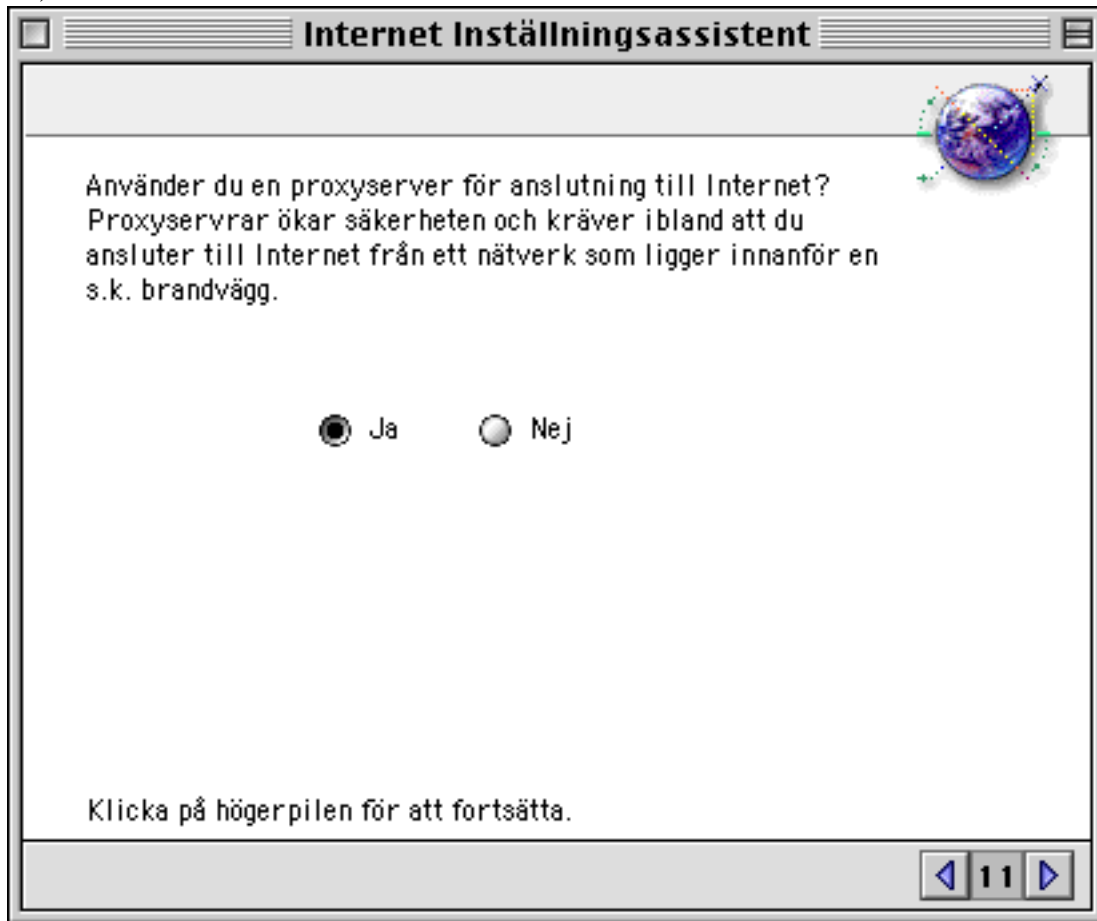 Internet Inställningsassistent
Använder du en proxyserver för anslutning till Internet?
Proxyservrar ökar säkerheten och kräver ibland att du
ansluter till Internet från ett nätverk som ligger innanför en
s.k. brandvägg.
Ja Nej
Klicka på högerpilen för att fortsätta.
11